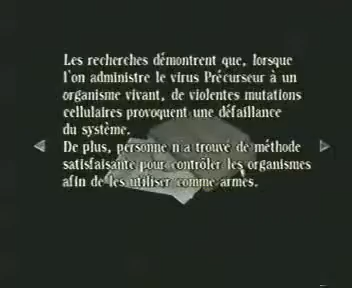 Les recherches démontrent que, lorsque
l'on administre le virus Précurseur à un
organisme vivant, de violentes mutations
cellulaires provoquent une défaillance
du système.
De plus, personne n'a trouvé de méthode
satisfaisante pour contrôler les organismes
afin de les utiliser comme armes.